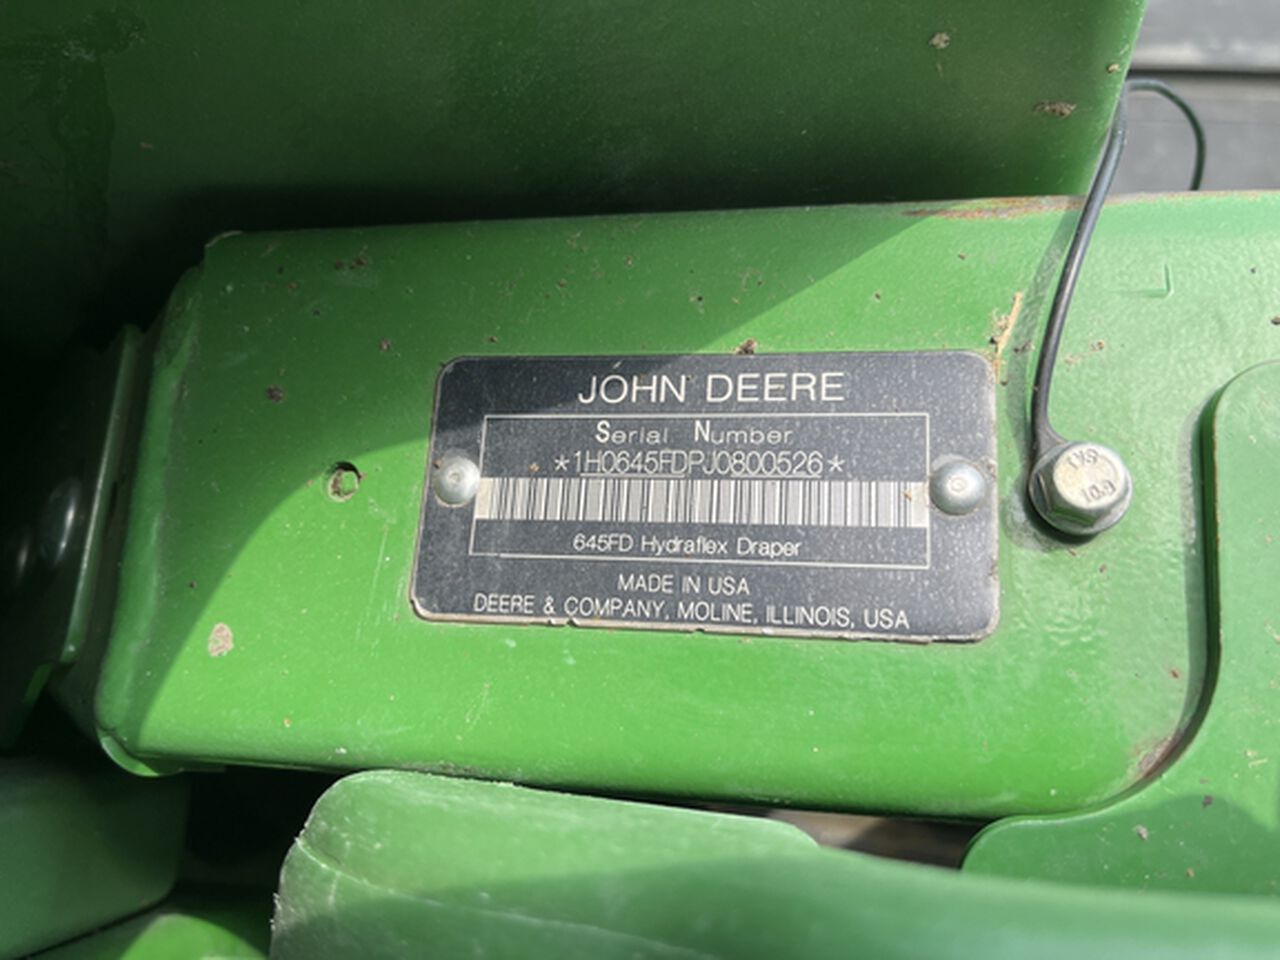 JOHN DEERE
Serial Number
*1H0645FDPJ0800526*
645FD Hydraflex Draper
MADE IN USA
DEERE & COMPANY, MOLINE, ILLINOIS, USA
10.9